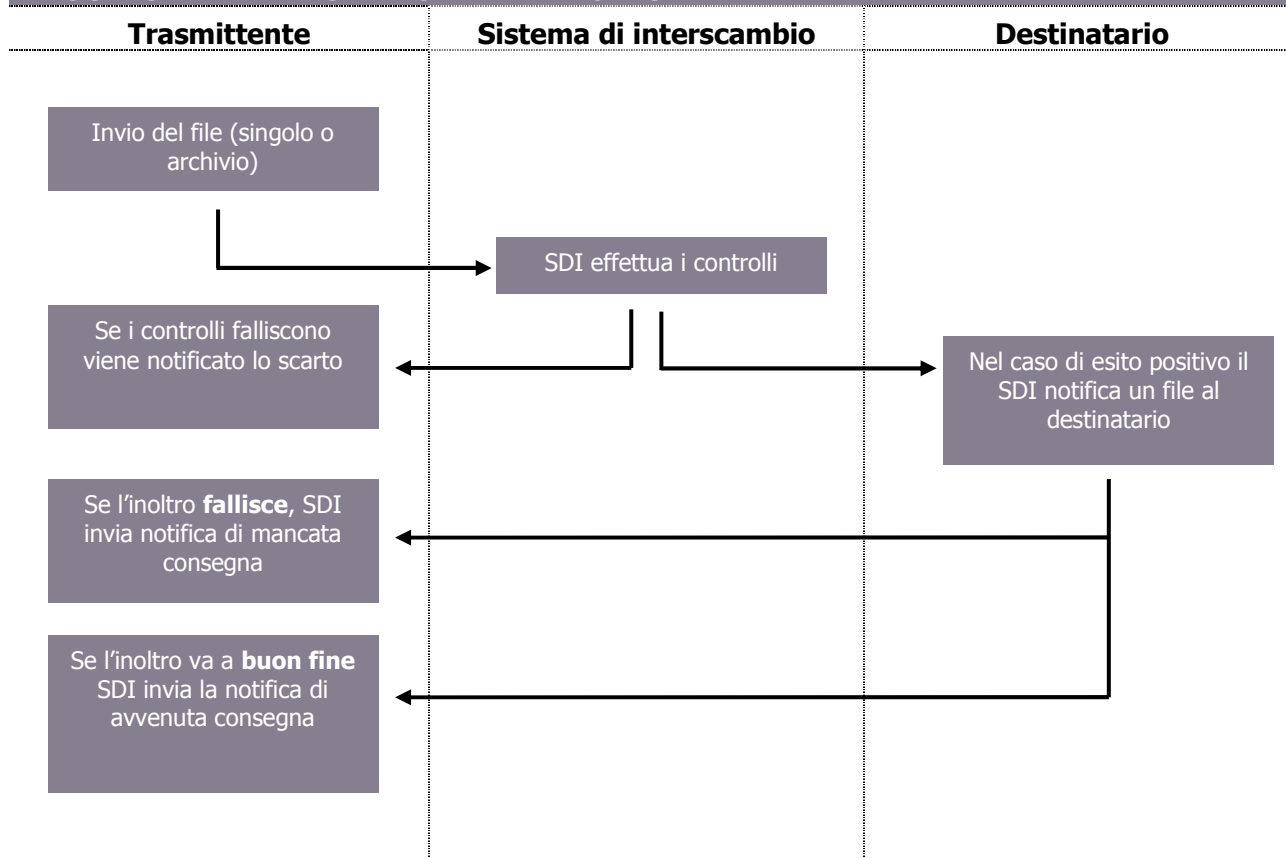 Trasmittente
Sistema di interscambio
Destinatario
Invio del file (singolo o
archivio)
SDI effettua i controlli
Se i controlli falliscono
viene notificato lo scarto
Nel caso di esito positivo il
SDI notifica un file al
destinatario
Se l’inoltro fallisce, SDI
invia notifica di mancata
consegna
Se l’inoltro va a buon fine
SDI invia la notifica di
avvenuta consegna